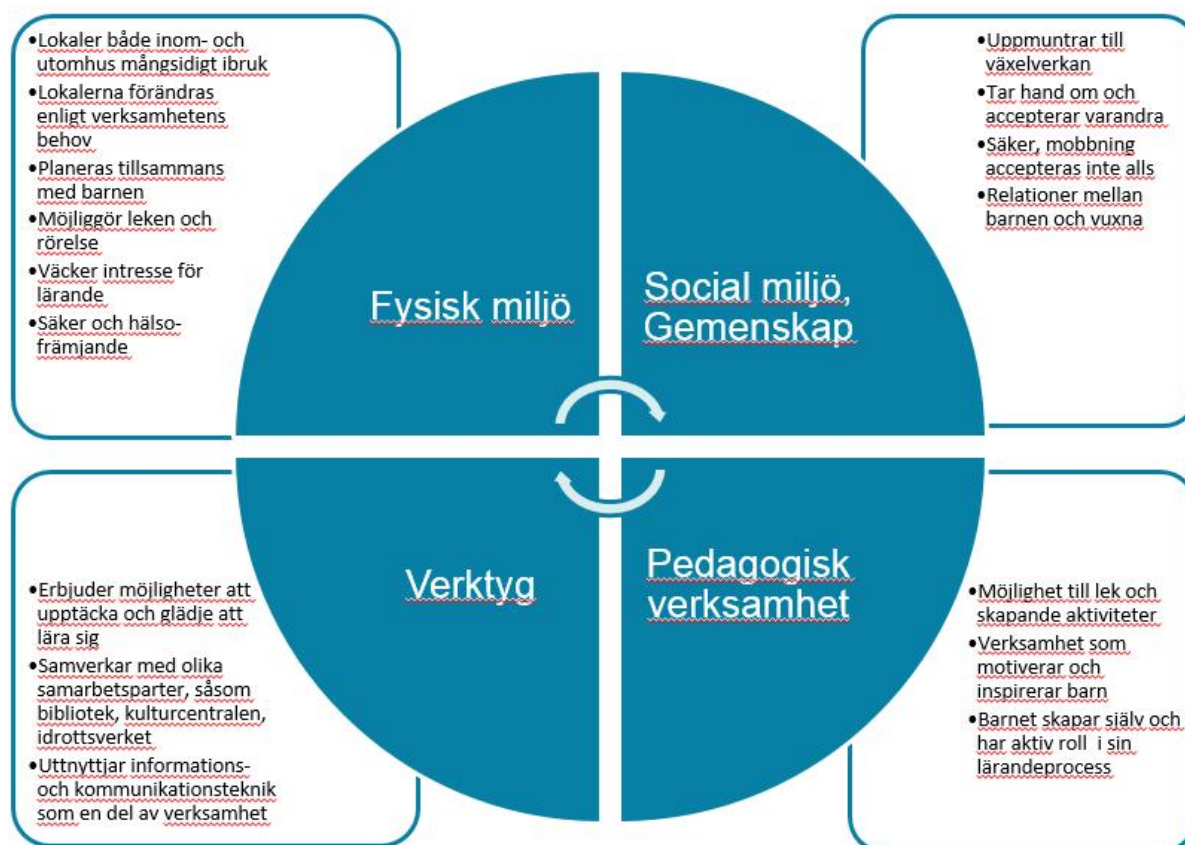 •Lokaler både inom- och
utomhus mångsidigt ibruk
•Lokalerna förändras
enligt verksamhetens
behov
•Planeras tillsammans
med barnen
•Möjliggör leken och
rörelse
•Väcker intresse för
lärande
•Säker och hälso-
främjande
Fysisk miljö
•Uppmuntrar till
växelverkan
•Tar hand om och
accepterar varandra
•Säker, mobbning
accepteras inte alls
•Relationer mellan
barnen och vuxna
Social miljö,
Gemenskap
•Erbjuder möjligheter att
upptäcka och glädje att
lära sig
•Samverkar med olika
samarbetsparter, såsom
bibliotek, kulturcentralen,
idrottsverket
•Uttnyttjar informations-
och kommunikationsteknik
som en del av verksamhet
Verktyg
Pedagogisk
verksamhet
•Möjlighet till lek och
skapande aktiviteter
•Verksamhet som
motiverar och
inspirerar barn
•Barnet skapar själv och
har aktiv roll i sin
lärandeprocess